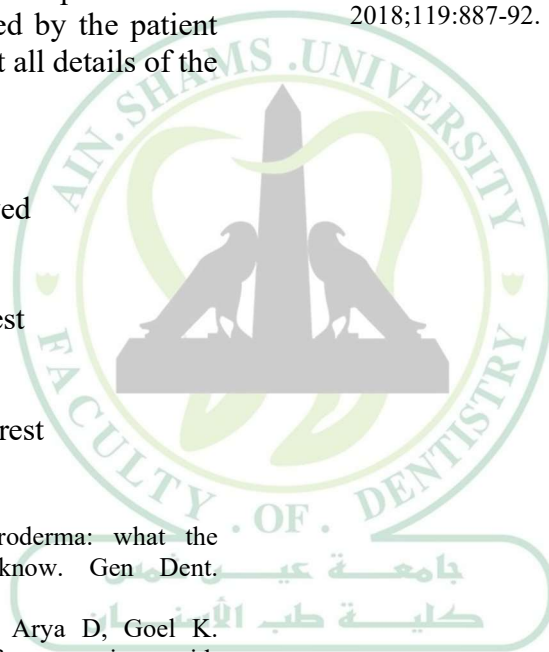 ed by the patient
t all details of the
ed
est
rest
roderma: what the
know. Gen Dent.
Arya D, Goel K.
2018;119:887-92.
AIN . SHAMS . UNIVERSITY
FACULTY . OF . DENTISTRY
جامعة عين شمس
كلية طب الأسنان